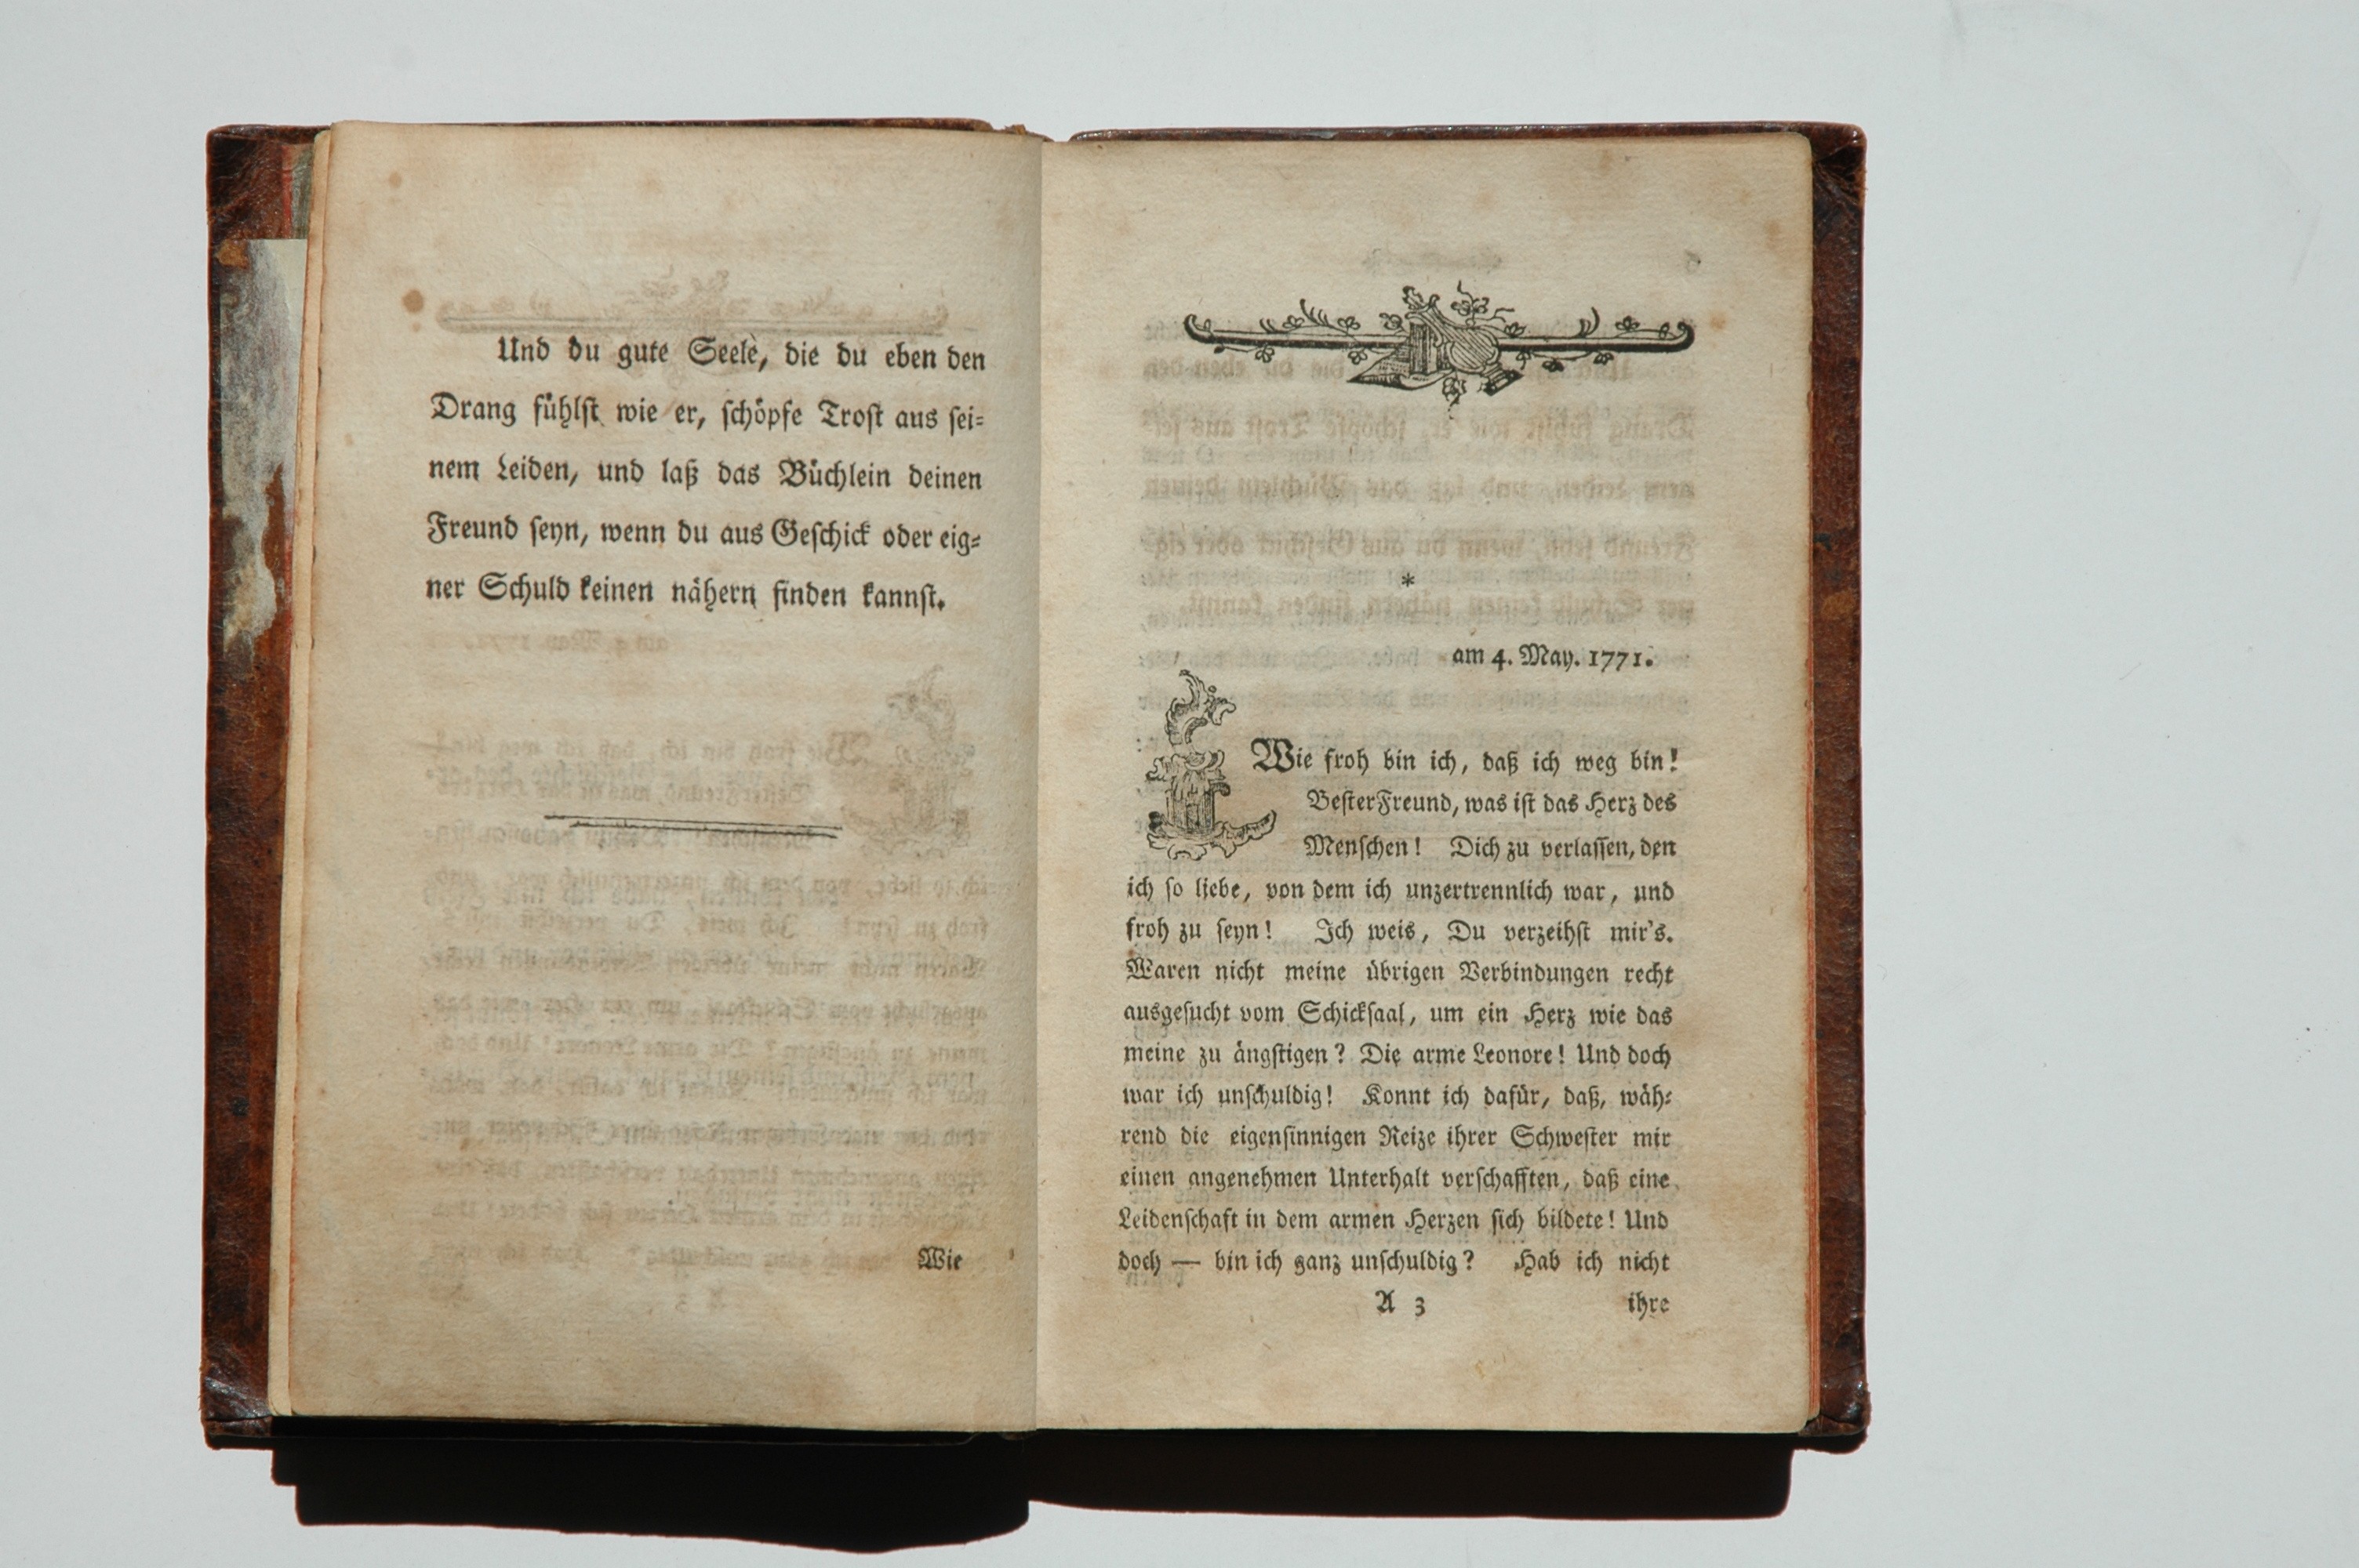 Und du gute Seele, die du eben den
Drang fühlſt wie er, ſchöpfe Troſt aus ſei-
nem Leiden, und laß das Büchlein deinen
Freund ſeyn, wenn du aus Geſchick oder eig-
ner Schuld keinen nähern finden kannſt.
Wie
*
am 4. May. 1771.
Wie froh bin ich, daß ich weg bin!
Beſter Freund, was iſt das Herz des
Menſchen! Dich zu verlaſſen, den
ich ſo liebe, von dem ich unzertrennlich war, und
froh zu ſeyn! Ich weis, Du verzeihſt mir's.
Waren nicht meine übrigen Verbindungen recht
ausgeſucht vom Schickſaal, um ein Herz wie das
meine zu ängſtigen? Die arme Leonore! Und doch
war ich unſchuldig! Konnt ich dafür, daß, wäh-
rend die eigenſinnigen Reize ihrer Schweſter mir
einen angenehmen Unterhalt verſchafften, daß eine
Leidenſchaft in dem armen Herzen ſich bildete! Und
doch — bin ich ganz unſchuldig? Hab ich nicht
A 3 ihre